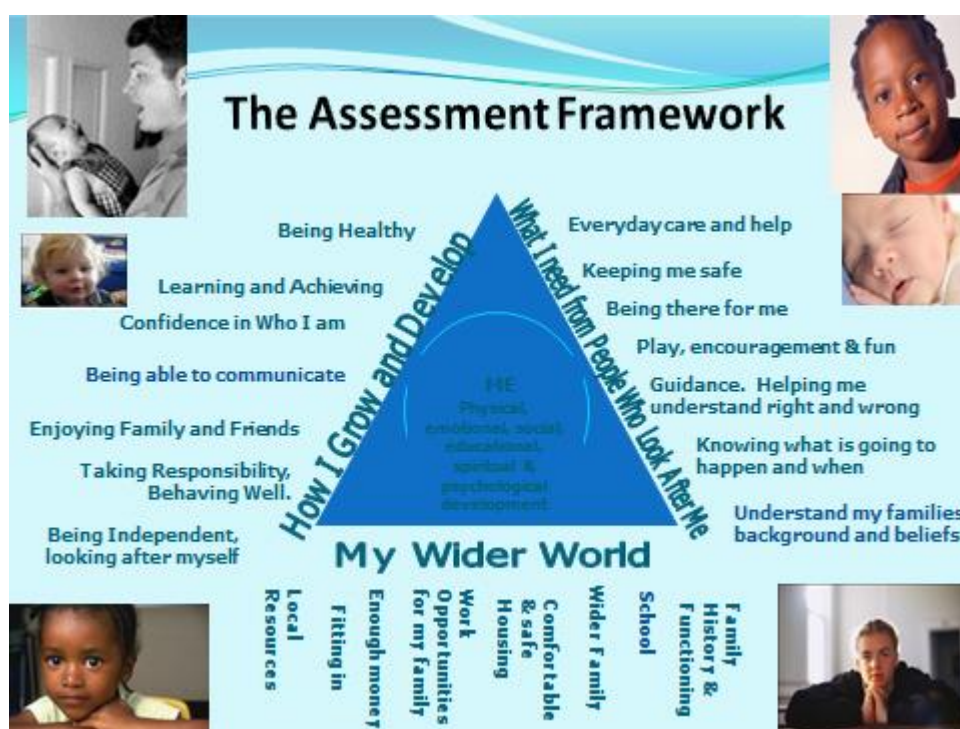 The Assessment Framework
Being Healthy
Learning and Achieving
Confidence in Who I am
Being able to communicate
Enjoying Family and Friends
Taking Responsibility,
Behaving Well.
Being Independent,
looking after myself
How I Grow and Develop
What I need from People Who Look After Me
Everyday care and help
Keeping me safe
Being there for me
Play, encouragement & fun
Guidance. Helping me
understand right and wrong
Knowing what is going to
happen and when
Understand my families
background and beliefs
ME
Physical,
emotional, social,
educational,
spiritual &
psychological
development
My Wider World
Local
Resources
Fitting in
Enough money
Work
Opportunities
for my family
Comfortable
& safe
Housing
Wider Family
School
Family
History &
Functioning